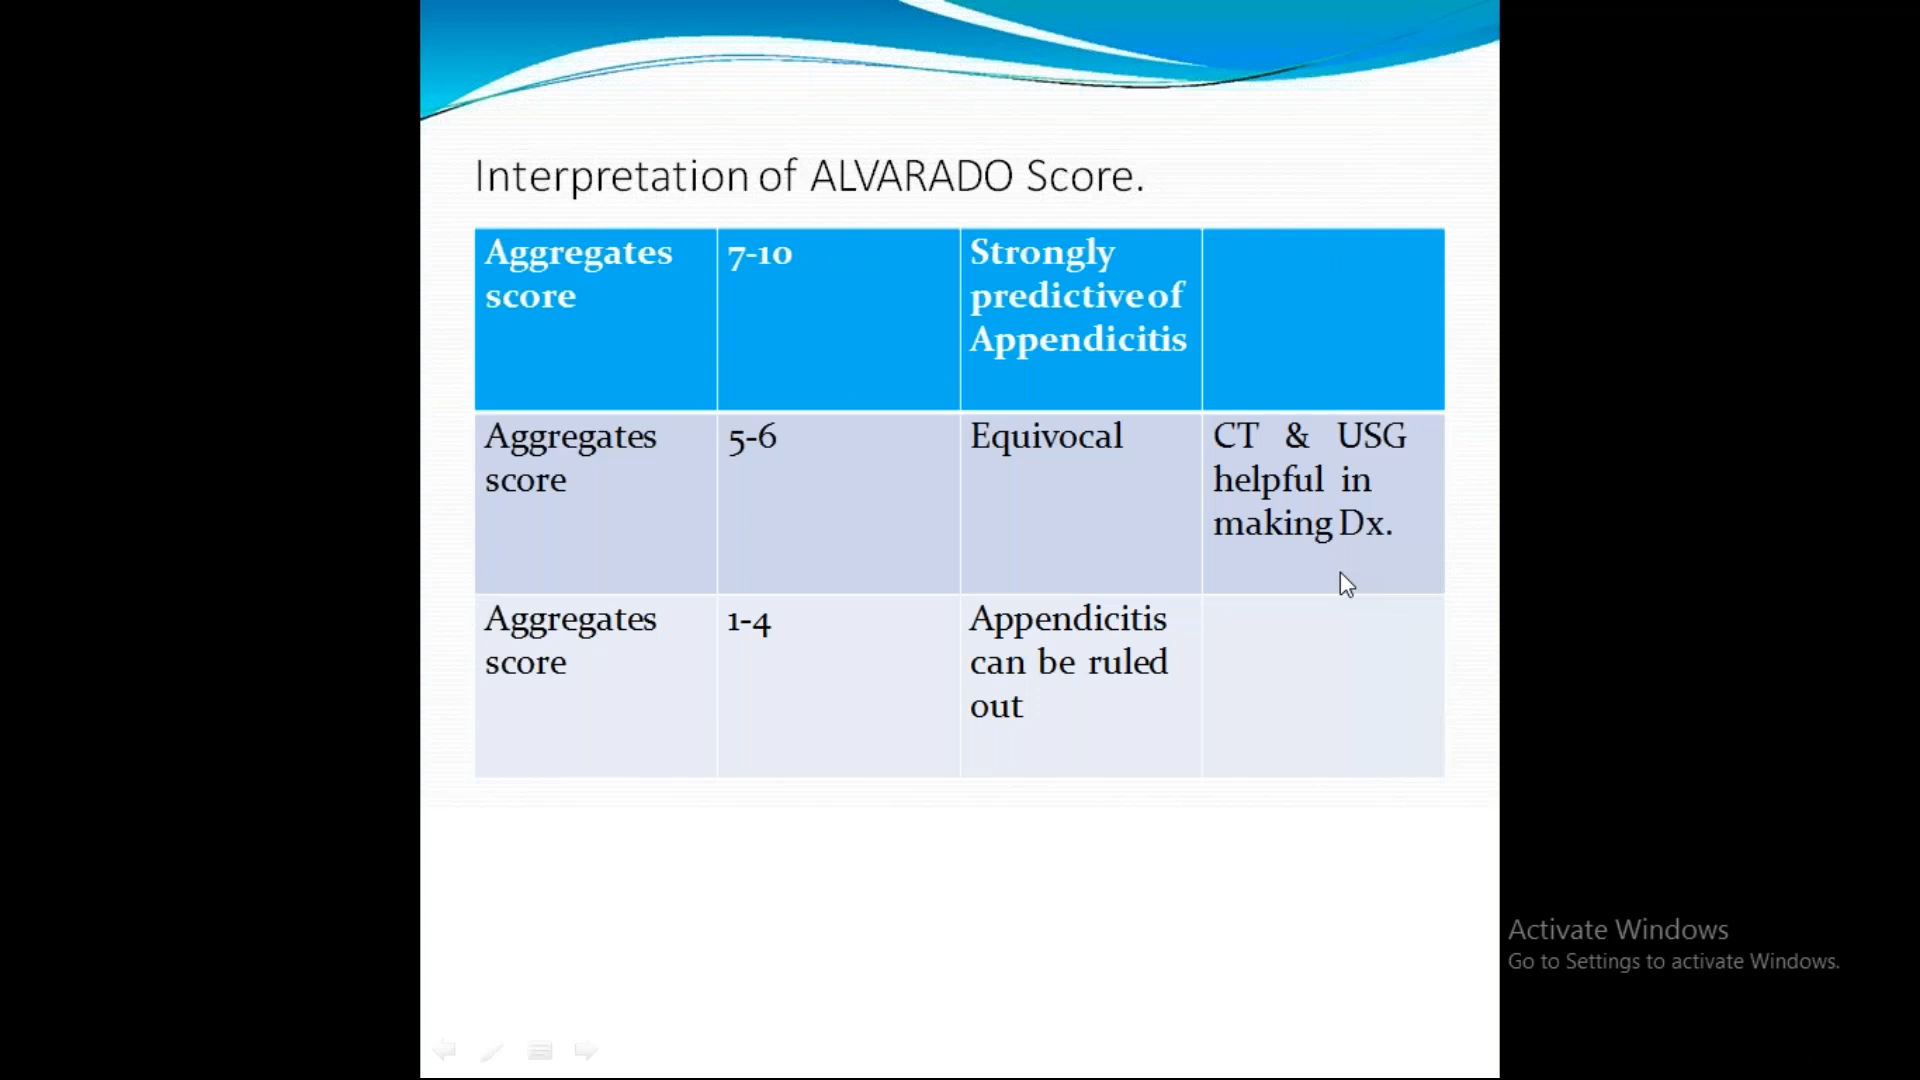 Interpretation of ALVARADO Score.
Aggregates score
7-10
Strongly predictive of Appendicitis
Aggregates score
5-6
Equivocal
CT & USG helpful in making Dx.
Aggregates score
1-4
Appendicitis can be ruled out
Activate Windows
Go to Settings to activate Windows.